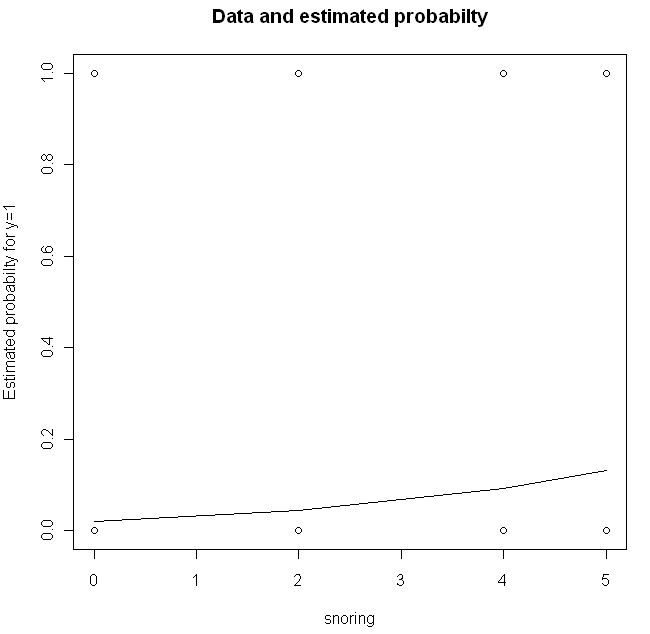 Data and estimated probabilty
Estimated probabilty for y=1
1.0
0.8
0.6
0.4
0.2
0.0
0 1 2 3 4 5
snoring